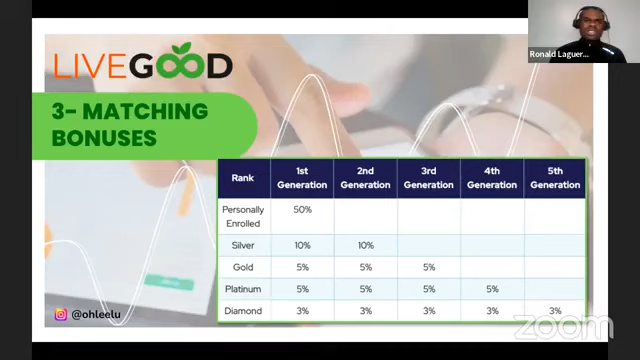 Ronald Laguer...
LIVEGOOD
3- MATCHING
BONUSES
Rank 1st Generation 2nd Generation 3rd Generation 4th Generation 5th Generation
Personally Enrolled 50%
Silver 10% 10%
Gold 5% 5% 5%
Platinum 5% 5% 5% 5%
Diamond 3% 3% 3% 3% 3%
@ohleelu
zoom